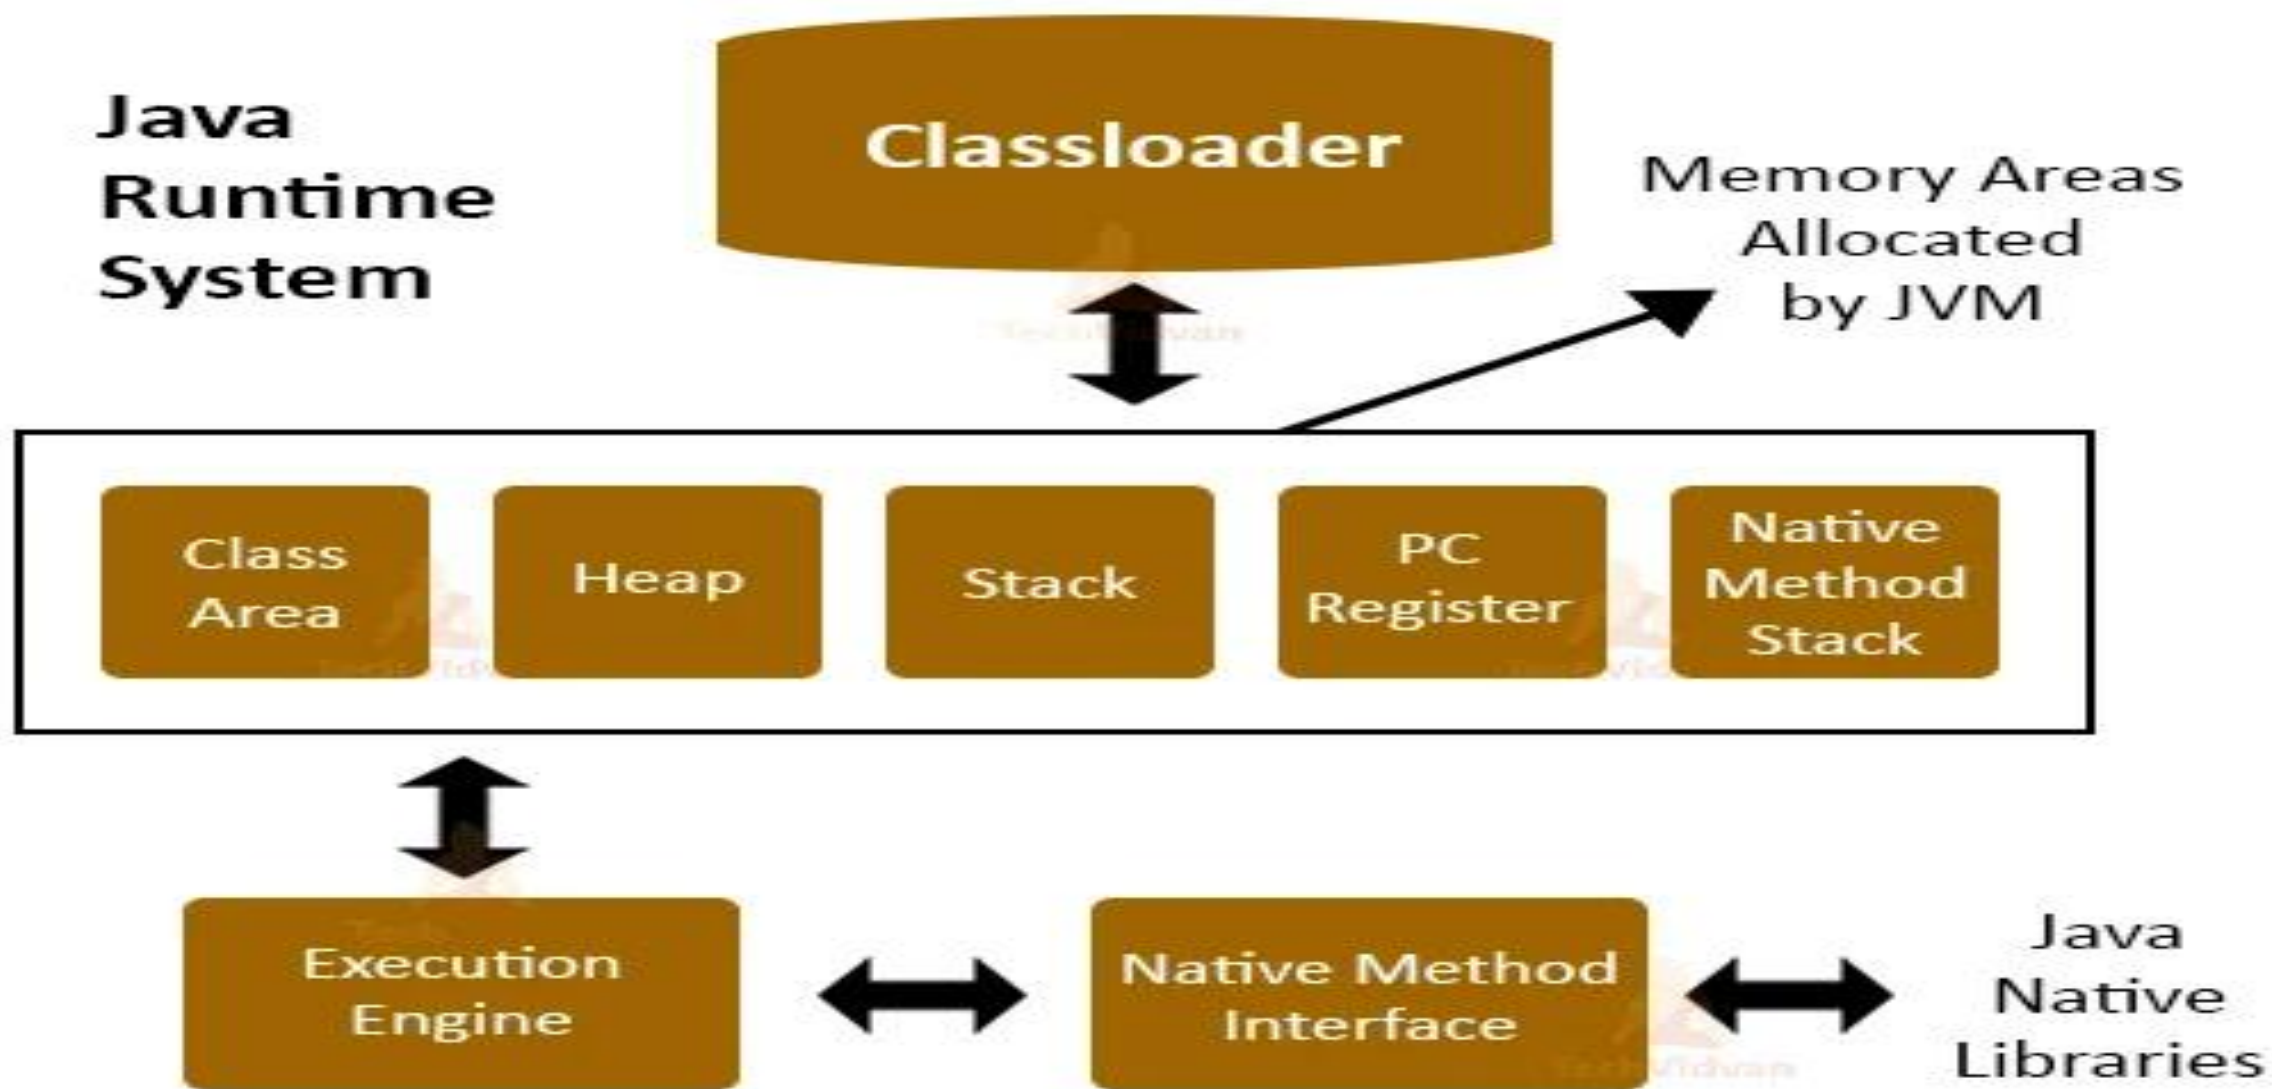 Java
Runtime
System
Classloader
Memory Areas
Allocated
by JVM
Class
Area
Heap
Stack
PC
Register
Native
Method
Stack
Execution
Engine
Native Method
Interface
Java
Native
Libraries
TechVidvan